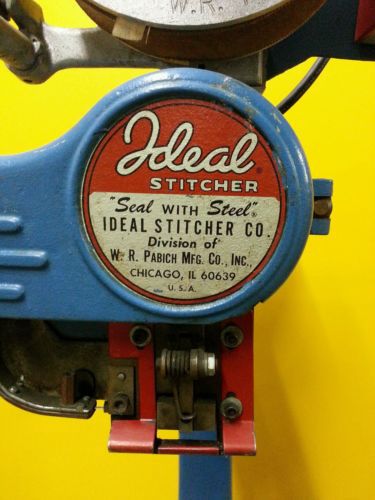 W. R.
Ideal®
STITCHER
"Seal WITH Steel"®
IDEAL STITCHER CO.
Division of
W. R. PABICH MFG. CO., INC.,
CHICAGO, IL 60639
U. S. A.